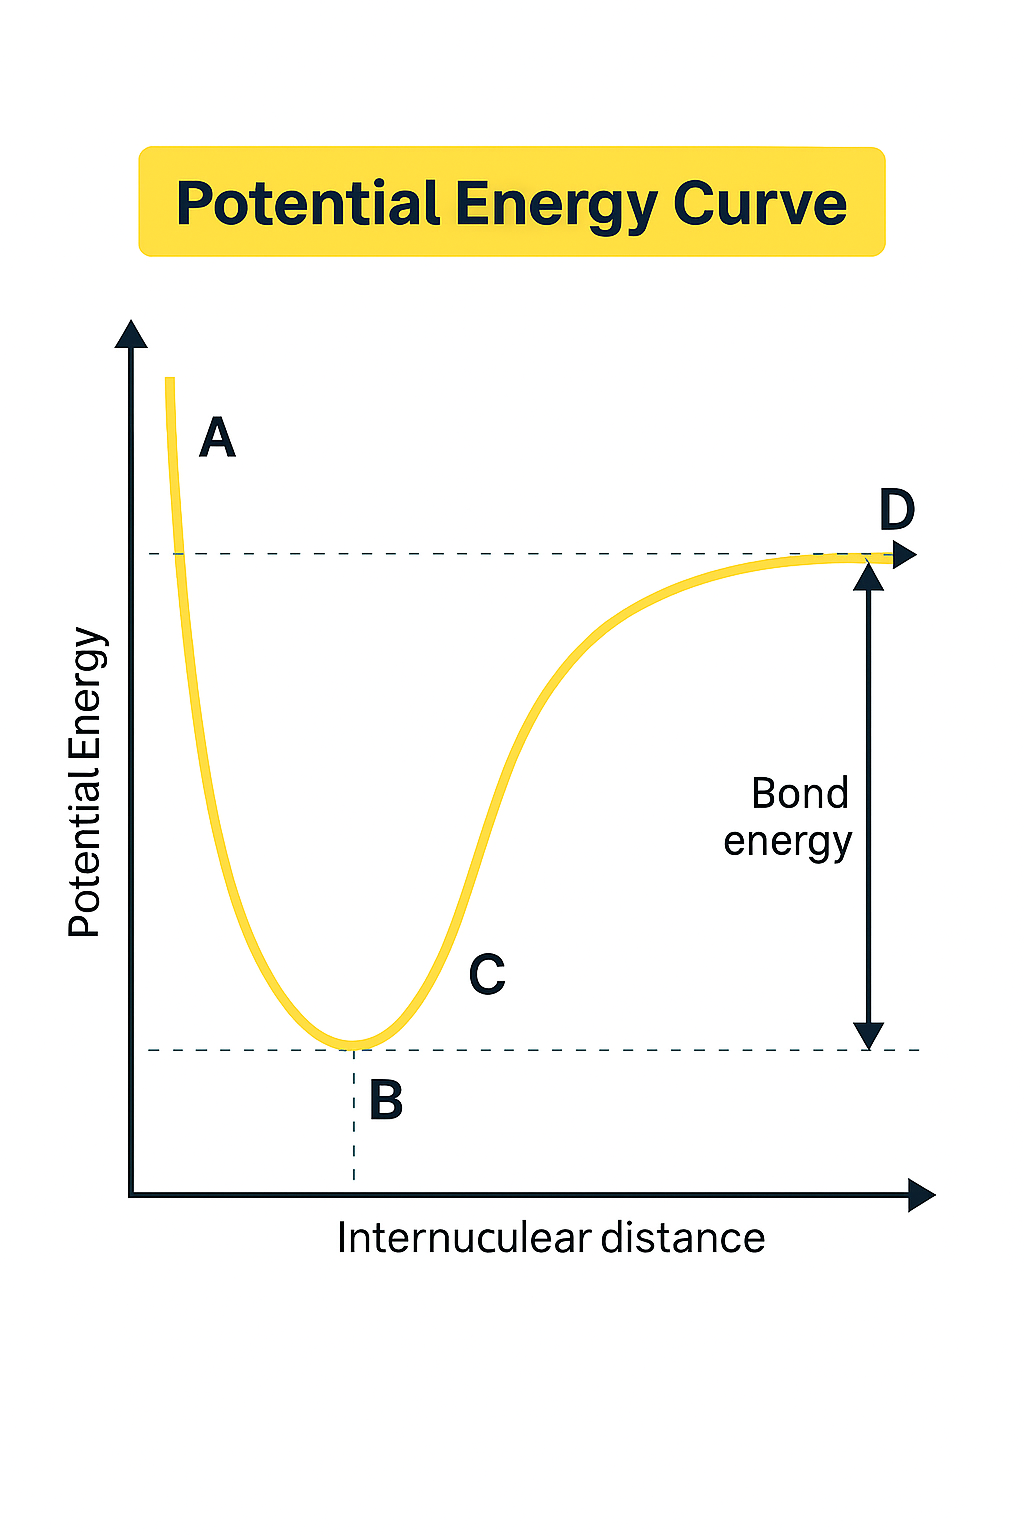 Potential Energy Curve
A
D
Potential Energy
Bond
energy
C
B
Internuculear distance